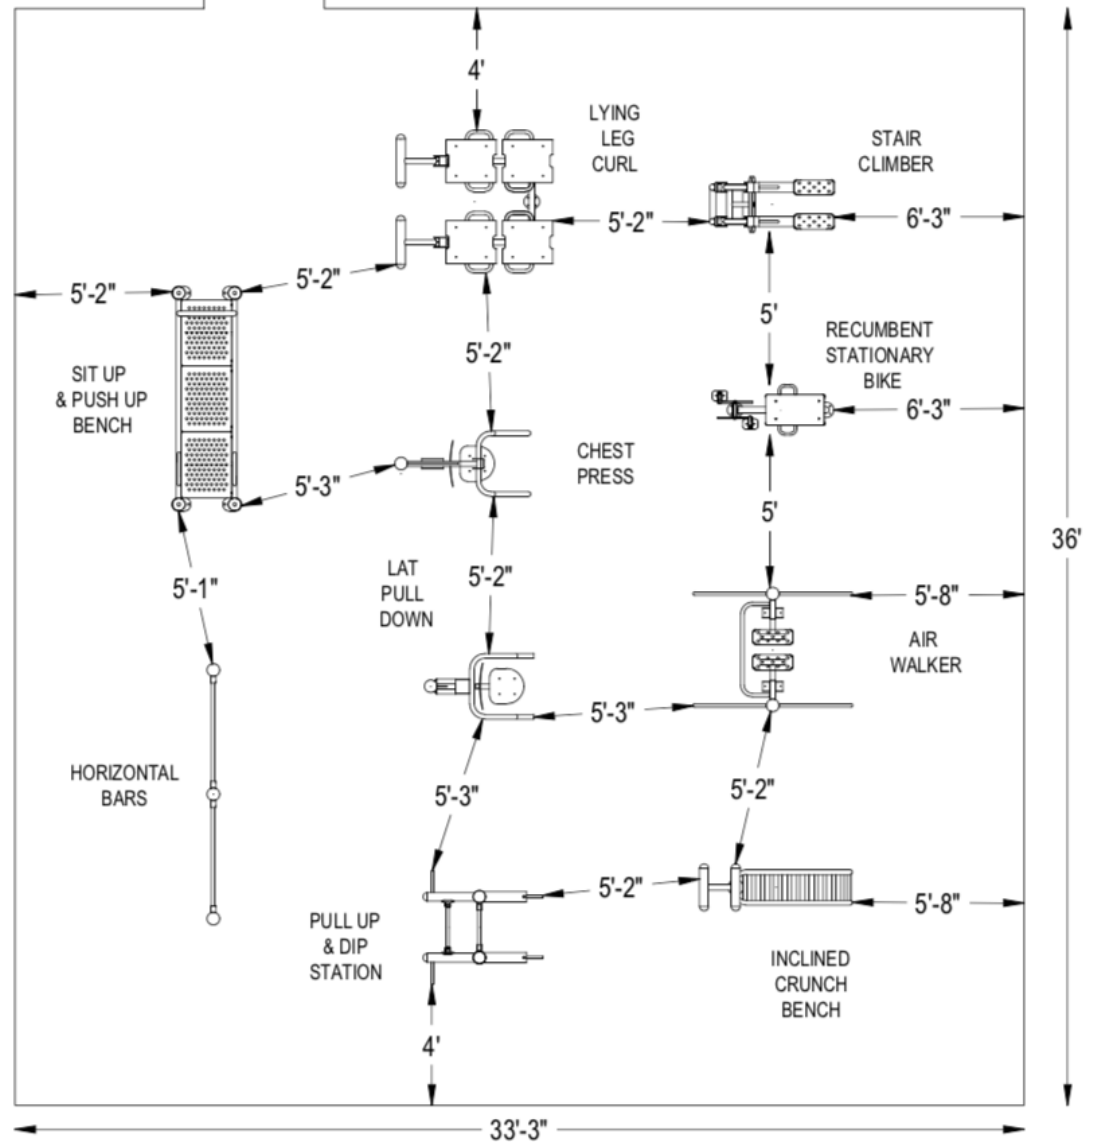 4'
LYING
LEG
CURL
STAIR
CLIMBER
5'-2"
6'-3"
5'-2"
5'-2"
5'
5'-2"
RECUMBENT
STATIONARY
BIKE
SIT UP
& PUSH UP
BENCH
6'-3"
CHEST
PRESS
5'-3"
5'
36'
5'-1"
LAT
PULL
DOWN
5'-2"
5'-8"
AIR
WALKER
5'-3"
HORIZONTAL
BARS
5'-3"
5'-2"
5'-2"
5'-8"
PULL UP
& DIP
STATION
INCLINED
CRUNCH
BENCH
4'
33'-3"